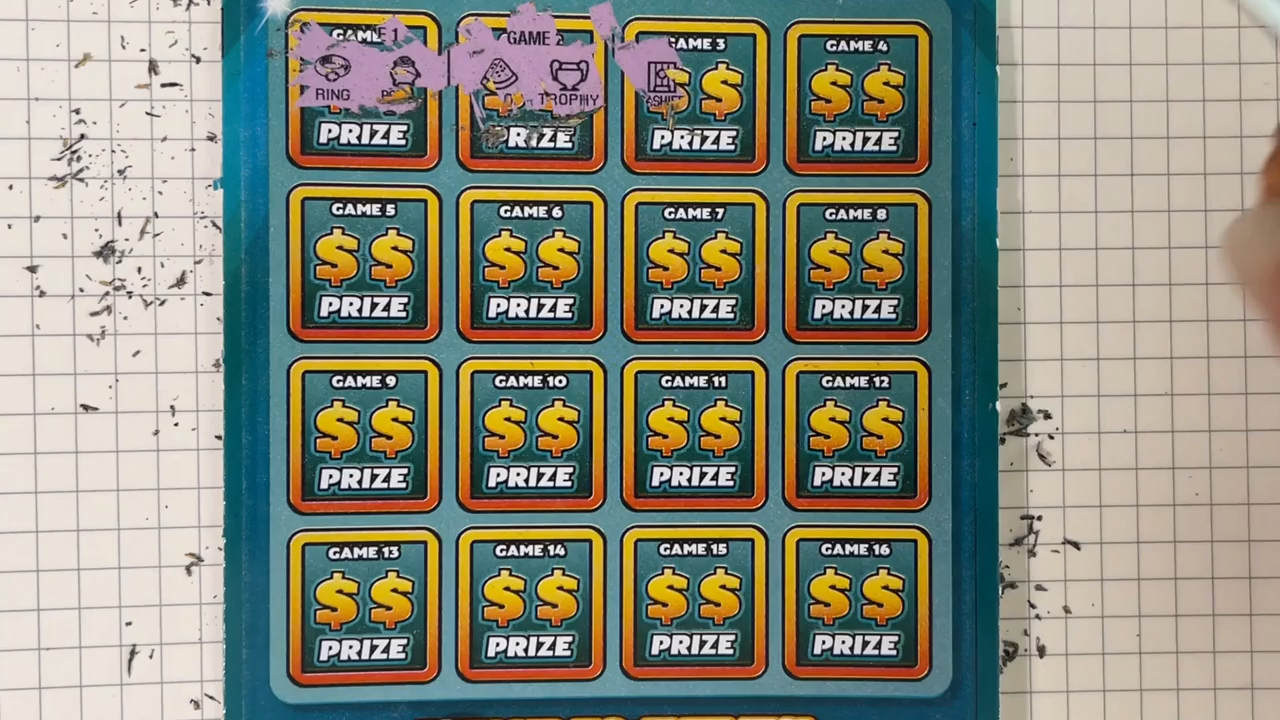 GAME 1
RING
PRIZE
GAME 2
TROPHY
PRIZE
GAME 3
$ $
PRIZE
GAME 4
$ $
PRIZE
GAME 5
$ $
PRIZE
GAME 6
$ $
PRIZE
GAME 7
$ $
PRIZE
GAME 8
$ $
PRIZE
GAME 9
$ $
PRIZE
GAME 10
$ $
PRIZE
GAME 11
$ $
PRIZE
GAME 12
$ $
PRIZE
GAME 13
$ $
PRIZE
GAME 14
$ $
PRIZE
GAME 15
$ $
PRIZE
GAME 16
$ $
PRIZE